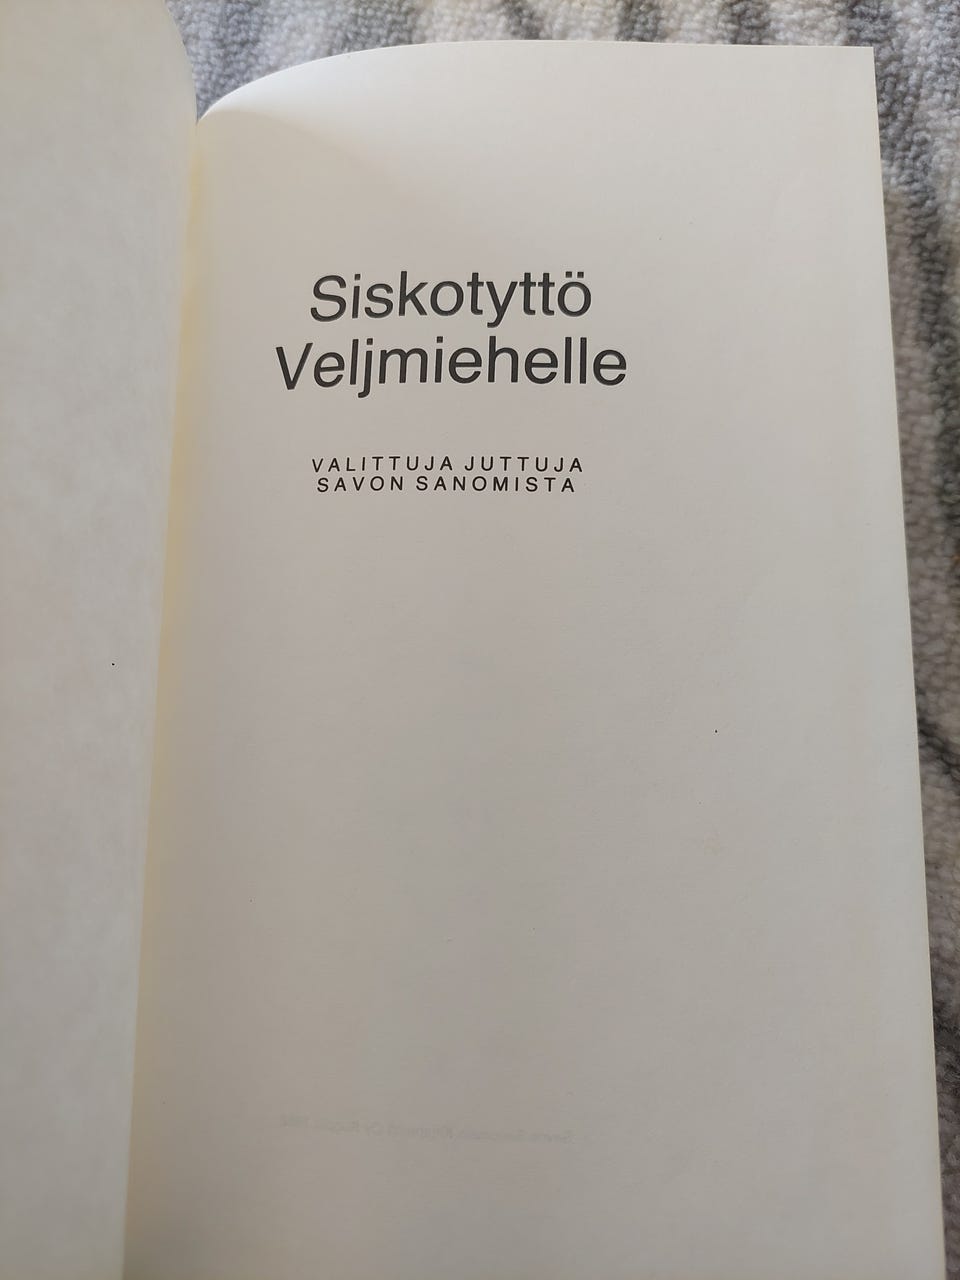 Siskotyttö
Veljmiehelle
VALITTUJA JUTTUJA
SAVON SANOMISTA